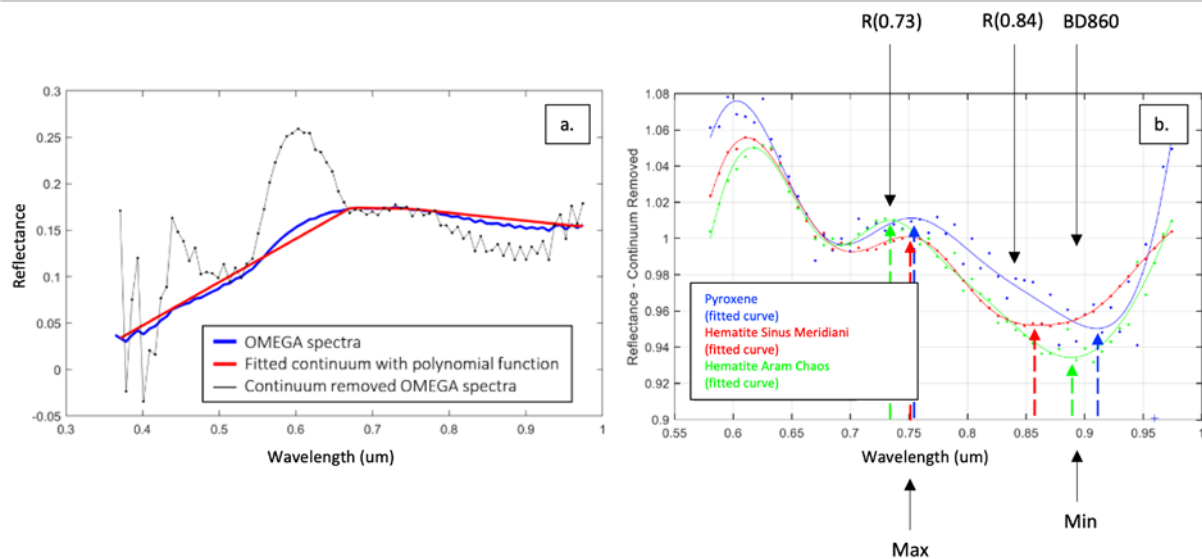 R(0.73)
R(0.84)
BD860
a.
0.3
0.25
0.20
0.15
0.1
0.05
0
-0.05
Reflectance
OMEGA spectra
Fitted continuum with polynomial function
Continuum removed OMEGA spectra
0.3
0.4
0.5
0.6
0.7
0.8
0.9
1
Wavelength (um)
b.
1.08
1.06
1.04
1.02
1
0.98
0.96
0.94
0.92
0.9
Reflectance - Continuum Removed
Pyroxene
(fitted curve)
Hematite Sinus Meridiani
(fitted curve)
Hematite Aram Chaos
(fitted curve)
0.55
0.6
0.65
0.7
0.75
0.8
0.85
0.9
0.95
1
Wavelength (um)
Max
Min